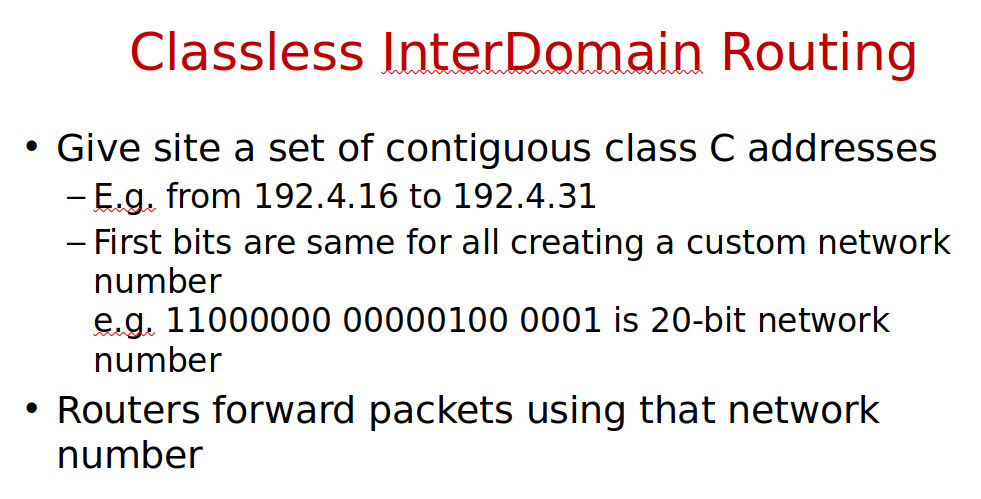 Classless InterDomain Routing
• Give site a set of contiguous class C addresses
– E.g. from 192.4.16 to 192.4.31
– First bits are same for all creating a custom network
number
e.g. 11000000 00000100 0001 is 20-bit network
number
• Routers forward packets using that network
number